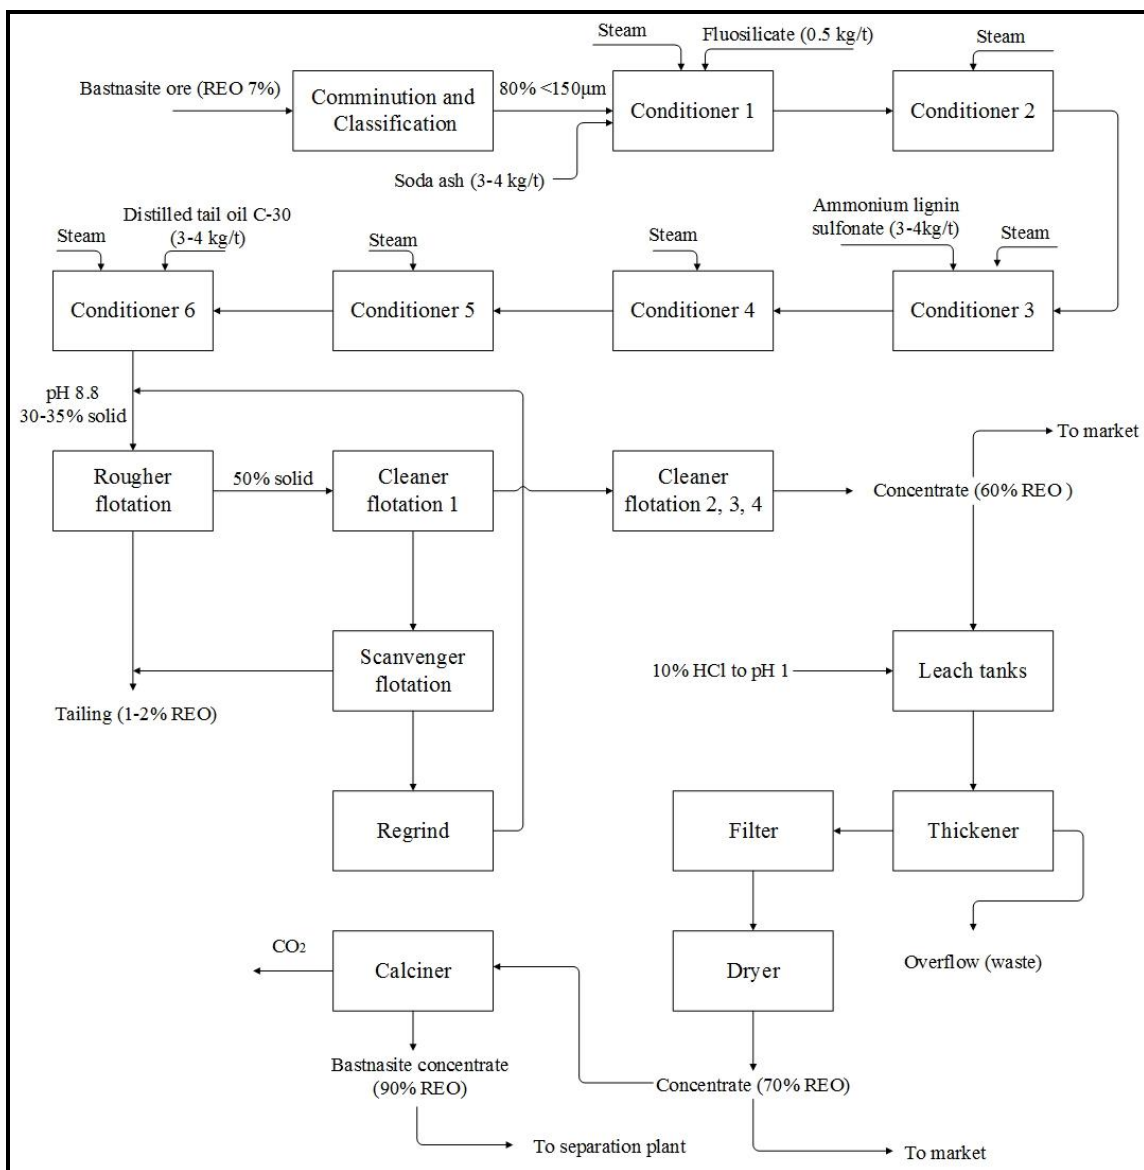 Steam
Fluosilicate (0.5 kg/t)
Steam
Bastnasite ore (REO 7%)
Comminution and
Classification
80% <150μm
Conditioner 1
Conditioner 2
Soda ash (3-4 kg/t)
Distilled tail oil C-30
(3-4 kg/t)
Steam
Steam
Steam
Ammonium lignin
sulfonate (3-4kg/t)
Steam
Conditioner 6
Conditioner 5
Conditioner 4
Conditioner 3
pH 8.8
30-35% solid
To market
Rougher
flotation
50% solid
Cleaner
flotation 1
Cleaner
flotation 2, 3, 4
Concentrate (60% REO )
Scanvenger
flotation
10% HCl to pH 1
Leach tanks
Tailing (1-2% REO)
Regrind
Filter
Thickener
CO2
Calciner
Dryer
Overflow (waste)
Bastnasite concentrate
(90% REO)
Concentrate (70% REO)
To separation plant
To market